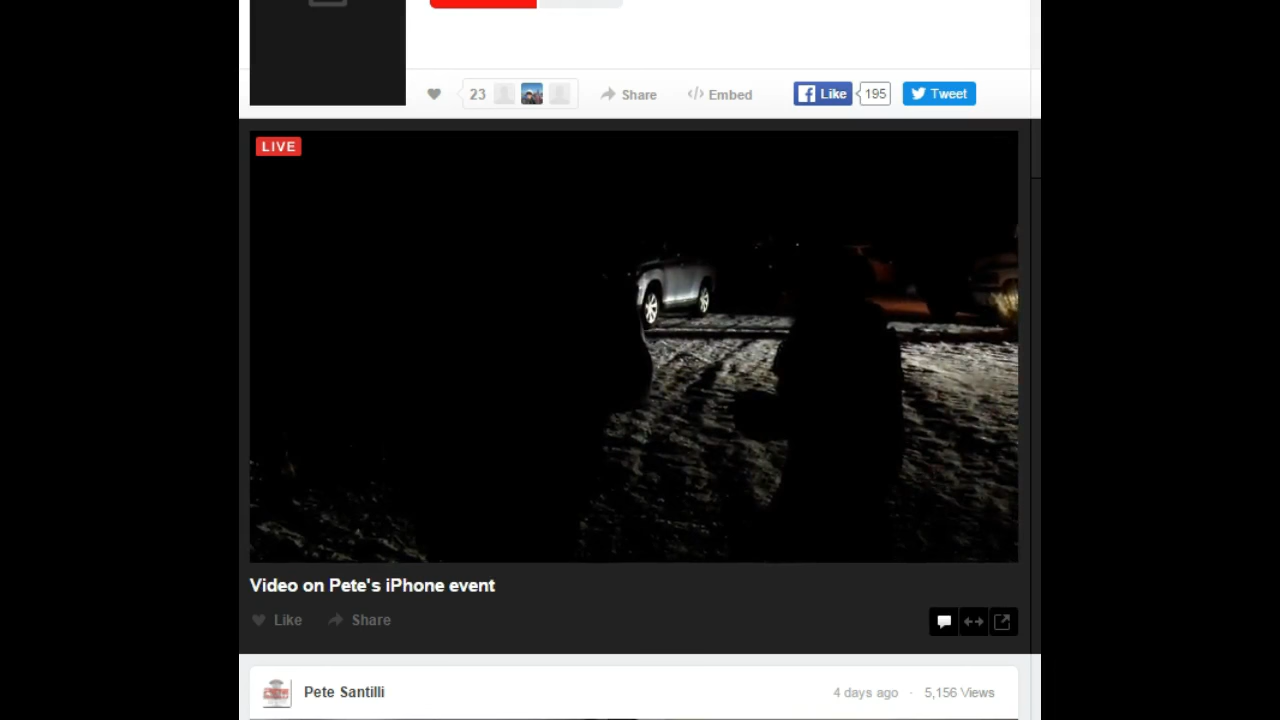 23
Share
Embed
Like
195
Tweet
LIVE
Video on Pete's iPhone event
Like
Share
Pete Santilli
4 days ago · 5,156 Views